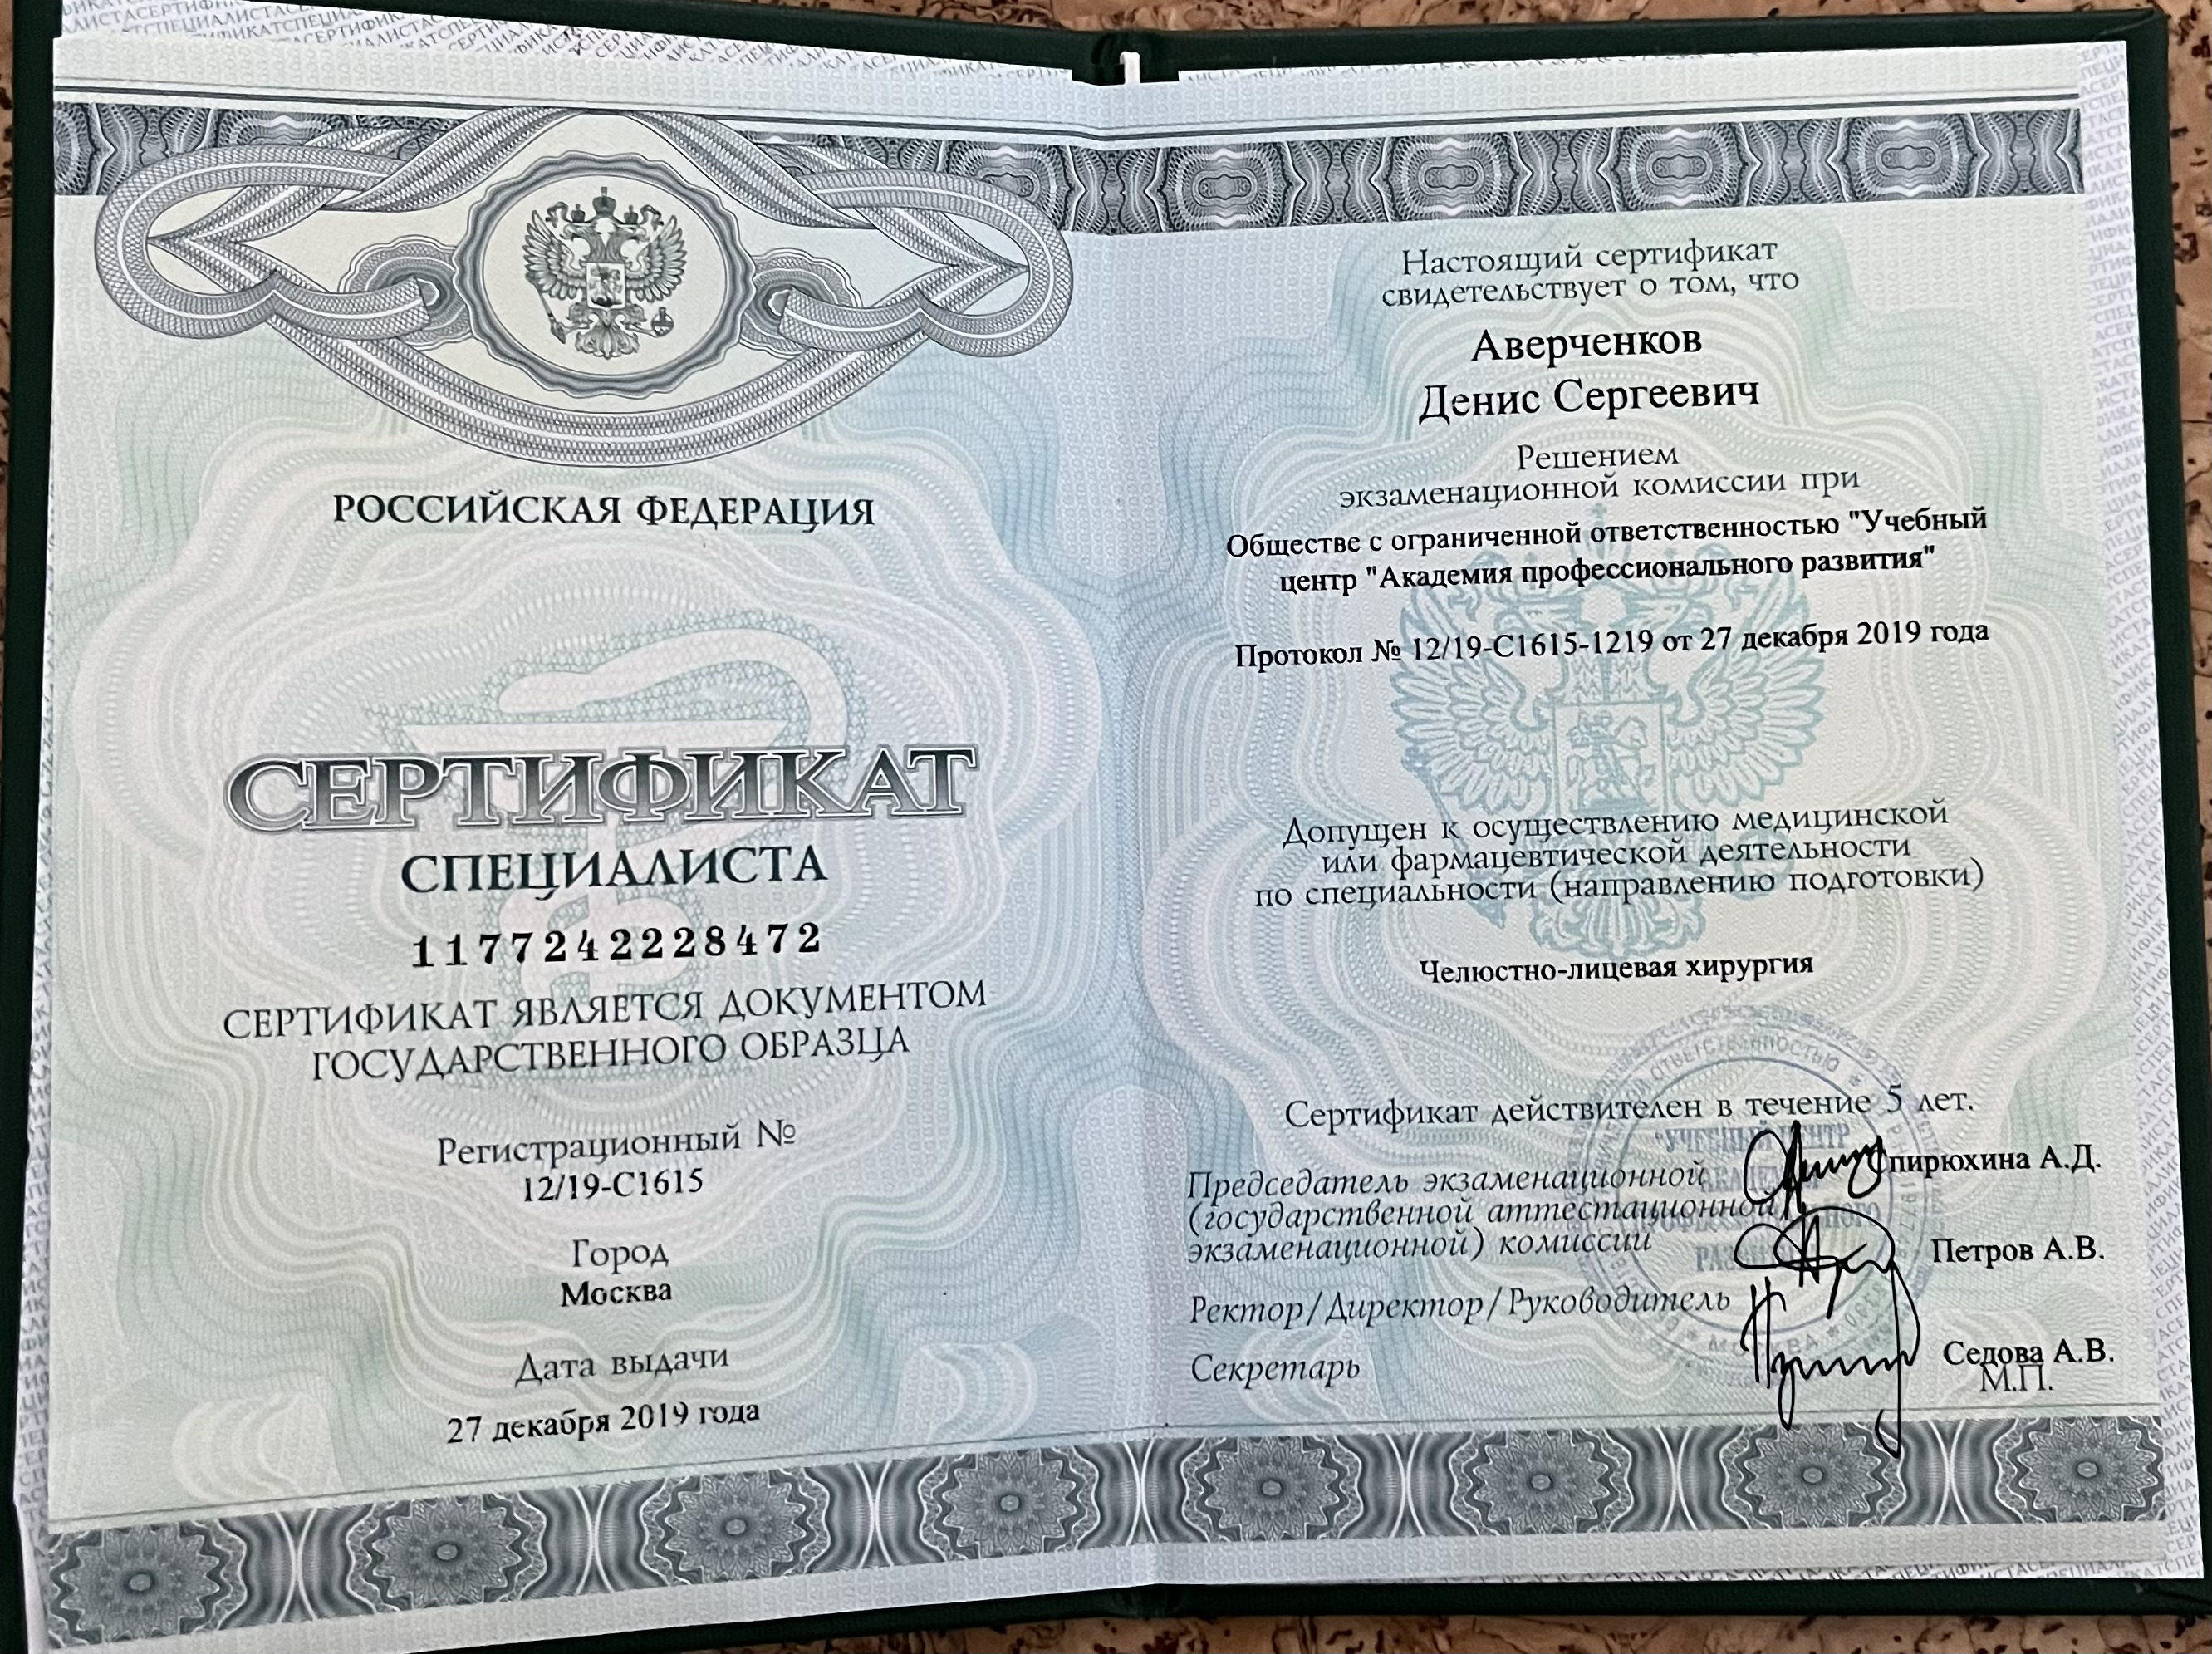 РОССИЙСКАЯ ФЕДЕРАЦИЯ
СЕРТИФИКАТ
СПЕЦИАЛИСТА
1177242228472
СЕРТИФИКАТ ЯВЛЯЕТСЯ ДОКУМЕНТОМ
ГОСУДАРСТВЕННОГО ОБРАЗЦА
Регистрационный №
12/19-С1615
Город
Москва
Дата выдачи
27 декабря 2019 года
Настоящий сертификат
свидетельствует о том, что
Аверченков
Денис Сергеевич
Решением
экзаменационной комиссии при
Обществе с ограниченной ответственностью "Учебный
центр "Академия профессионального развития"
Протокол № 12/19-С1615-1219 от 27 декабря 2019 года
Допущен к осуществлению медицинской
или фармацевтической деятельности
по специальности (направлению подготовки)
Челюстно-лицевая хирургия
Сертификат действителен в течение 5 лет.
Председатель экзаменационной
(государственной аттестационной,
экзаменационной) комиссии
Спирюхина А.Д.
Ректор/Директор/Руководитель
Петров А.В.
Секретарь
Седова А.В.
М.П.